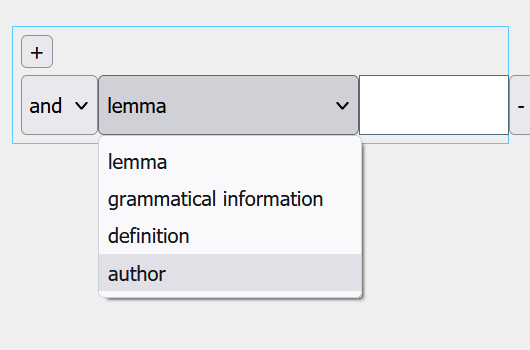 +
and lemma -
lemma
grammatical information
definition
author